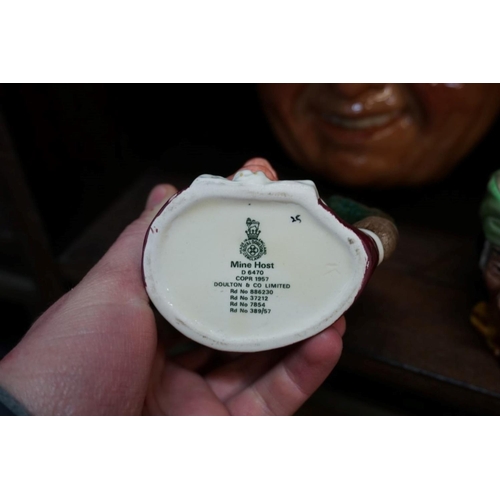 25
Mine Host
D 6470
COPR 1957
DOULTON & CO LIMITED
Rd No 886230
Rd No 37212
Rd No 7854
Rd No 389/57